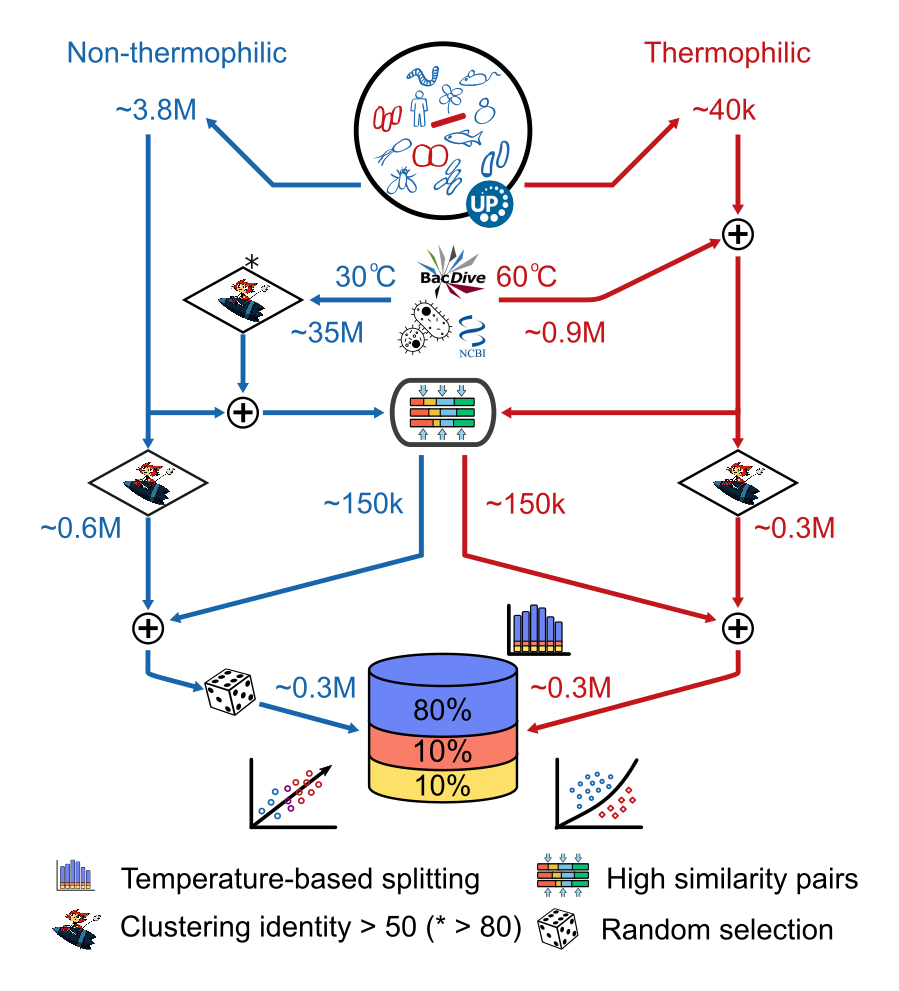 Non-thermophilic
Thermophilic
~3.8M
~40k
UP
*
30°C
BacDive
60°C
~35M
NCBI
~0.9M
~150k
~150k
~0.6M
~0.3M
~0.3M
~0.3M
80%
10%
10%
Temperature-based splitting
High similarity pairs
Clustering identity > 50 (* > 80)
Random selection